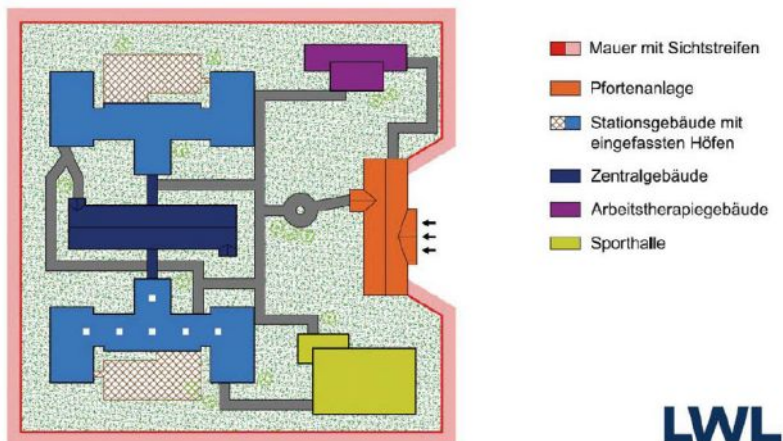 Mauer mit Sichtstreifen
Pfortenanlage
Stationsgebäude mit
eingefassten Höfen
Zentralgebäude
Arbeitstherapiegebäude
Sporthalle
LWL